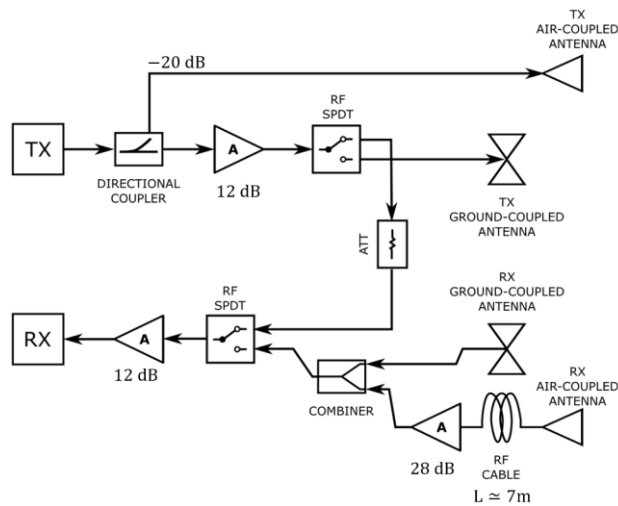 TX
AIR-COUPLED
ANTENNA
−20 dB
RF
SPDT
TX
A
DIRECTIONAL
COUPLER
12 dB
TX
GROUND-COUPLED
ANTENNA
ATT
RX
GROUND-COUPLED
ANTENNA
RF
SPDT
RX
A
12 dB
COMBINER
RX
AIR-COUPLED
ANTENNA
A
28 dB
RF
CABLE
L ≃ 7m